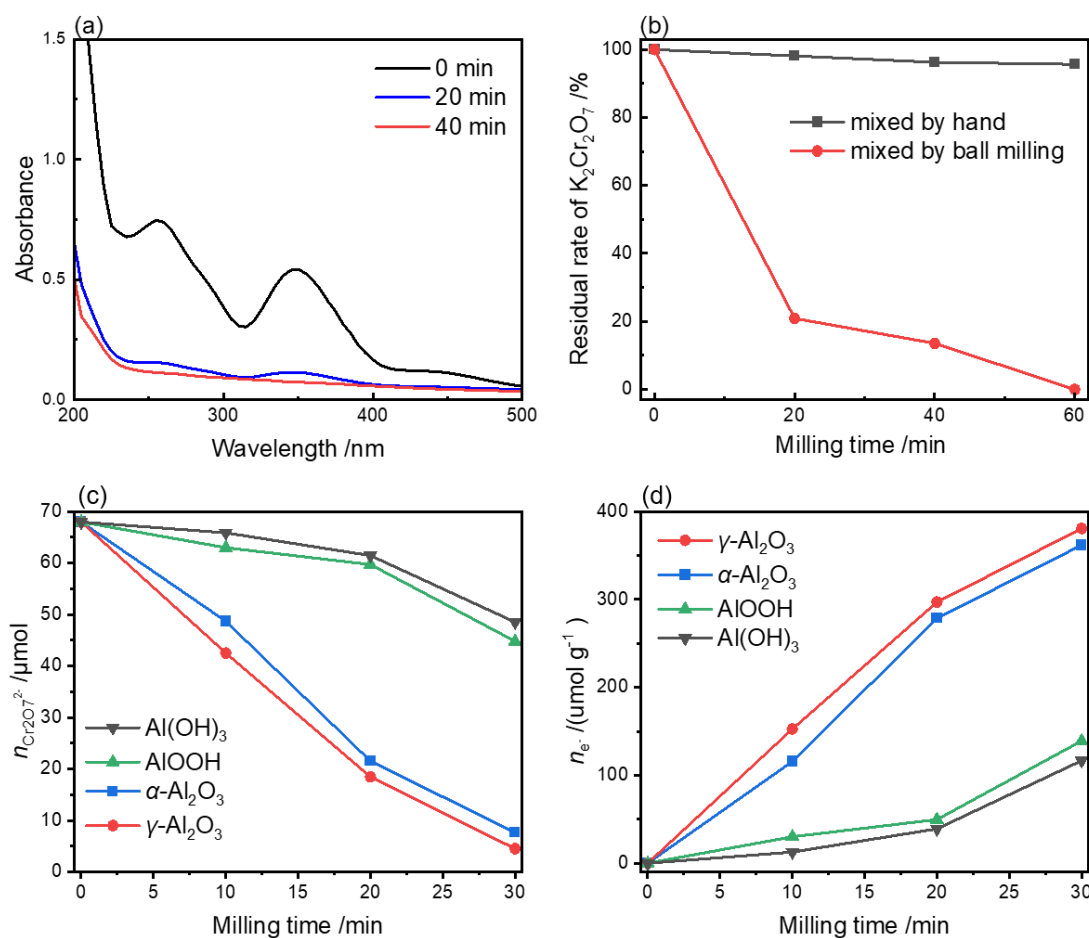 (a)
1.5
1.0
0.5
0.0
Absorbance
0 min
20 min
40 min
200
300
400
500
Wavelength /nm
(b)
100
80
60
40
20
0
Residual rate of K₂Cr₂O₇ /%
mixed by hand
mixed by ball milling
0
20
40
60
Milling time /min
(c)
70
60
50
40
30
20
10
0
n_Cr2O7²⁻ /μmol
Al(OH)₃
AlOOH
α-Al₂O₃
γ-Al₂O₃
0
5
10
15
20
25
30
Milling time /min
(d)
400
300
200
100
0
n_e⁻ /(umol g⁻¹ )
γ-Al₂O₃
α-Al₂O₃
AlOOH
Al(OH)₃
0
5
10
15
20
25
30
Milling time /min